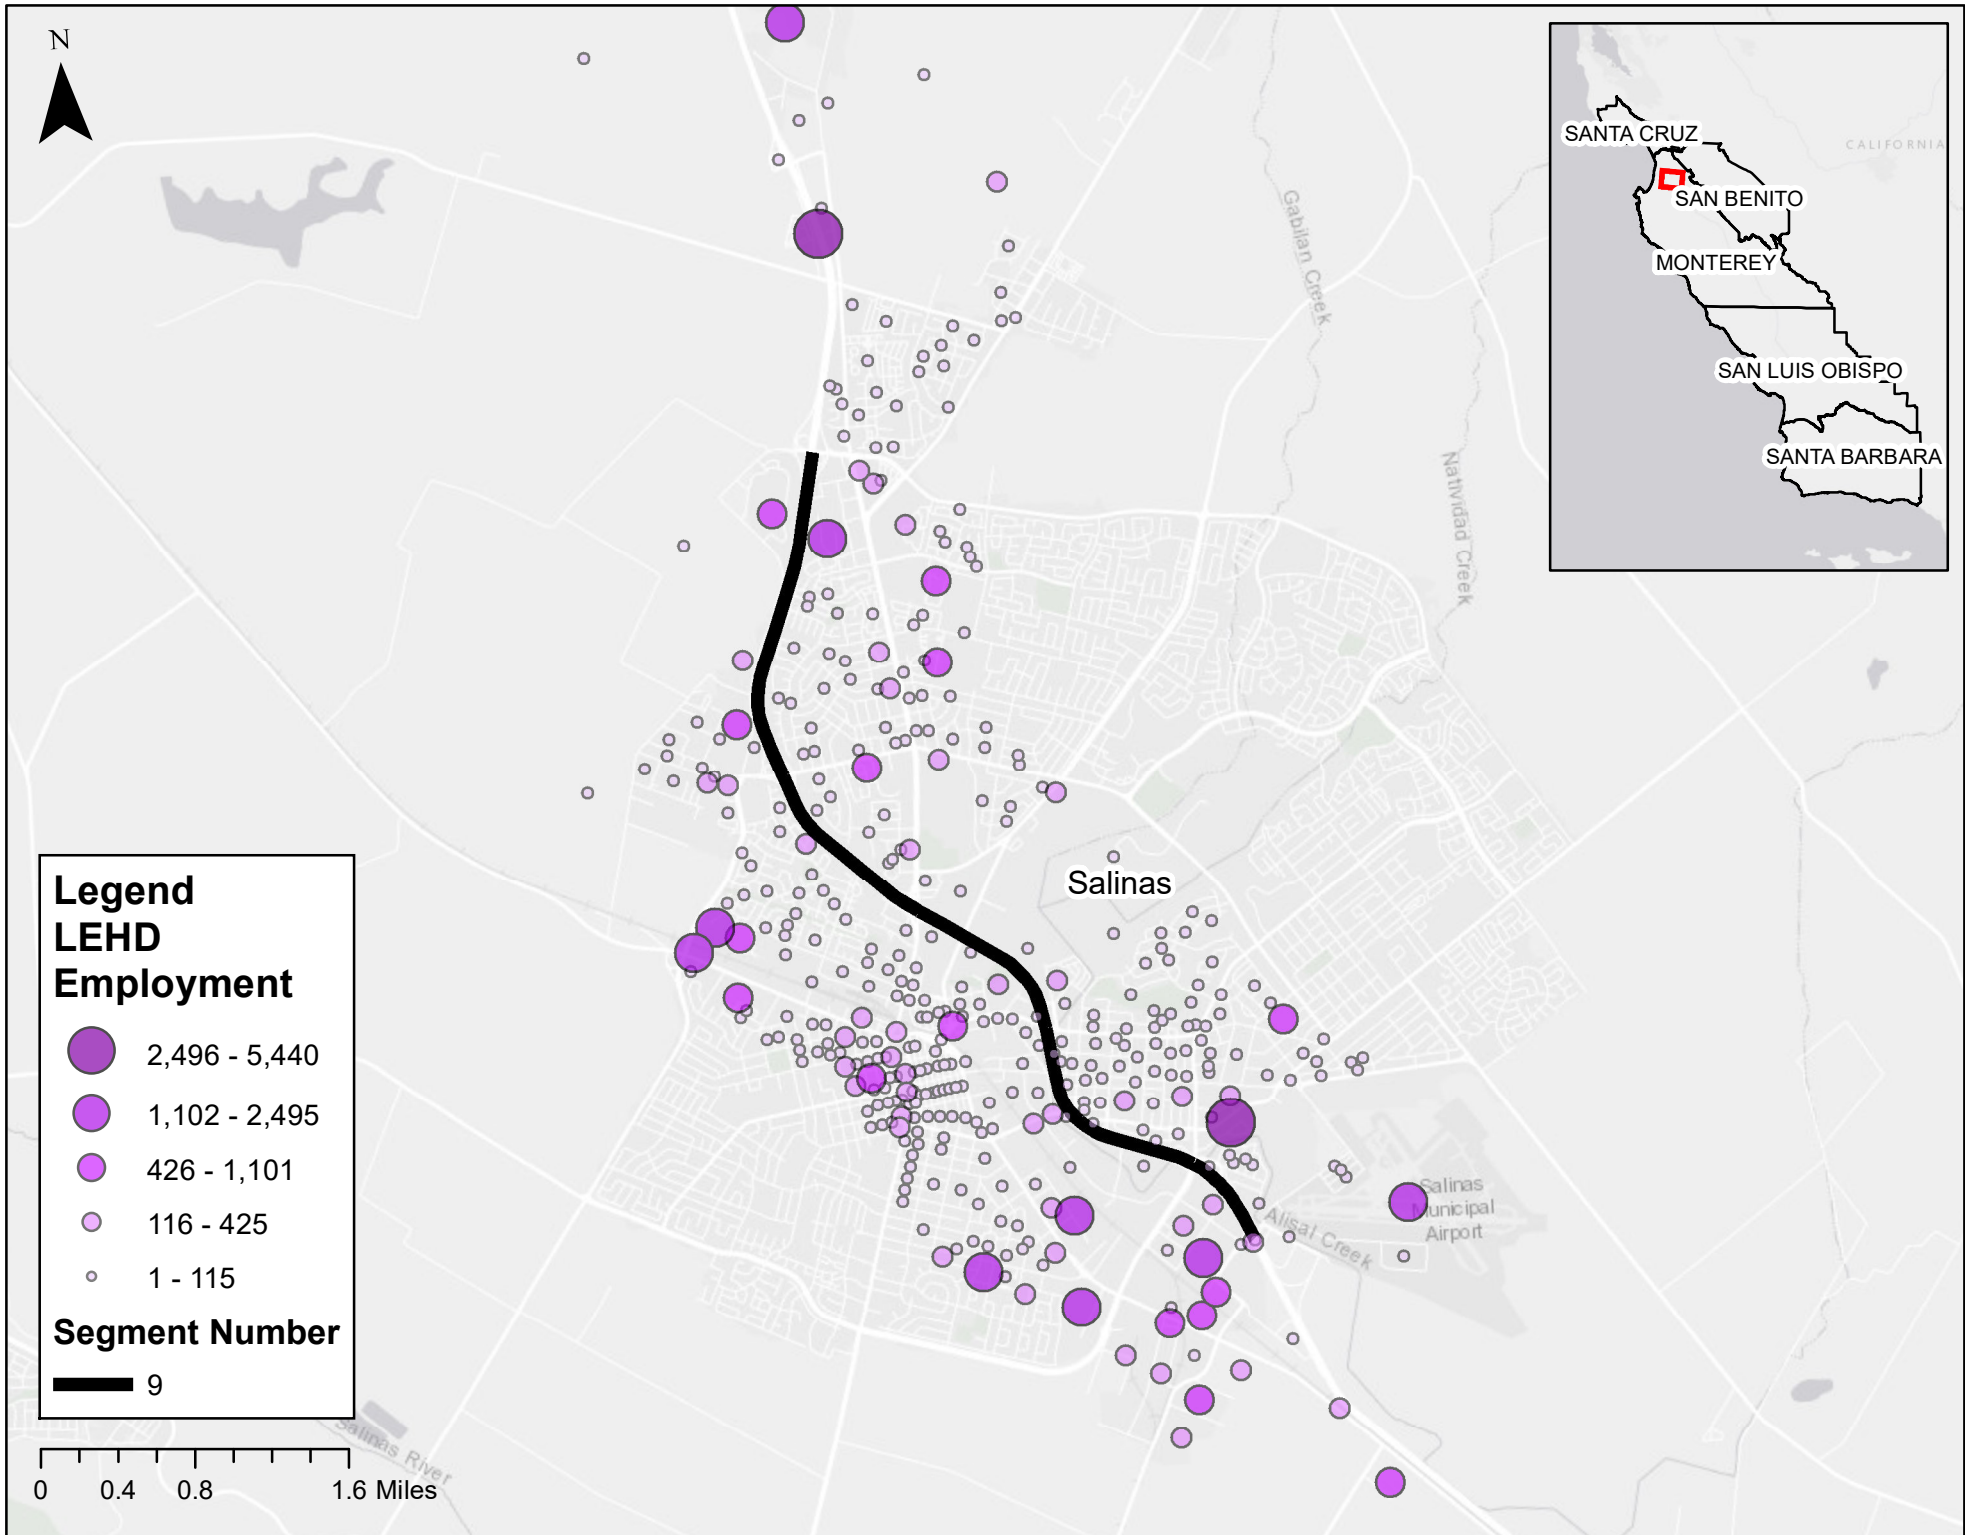 N
SANTA CRUZ
CALIFORNIA
SAN BENITO
MONTEREY
SAN LUIS OBISPO
SANTA BARBARA
Gabilan Creek
Natividad Creek
Salinas
Salinas
Municipal
Airport
Alisal Creek
Legend
LEHD
Employment
2,496 - 5,440
1,102 - 2,495
426 - 1,101
116 - 425
1 - 115
Segment Number
9
Salinas River
0 0.4 0.8 1.6 Miles